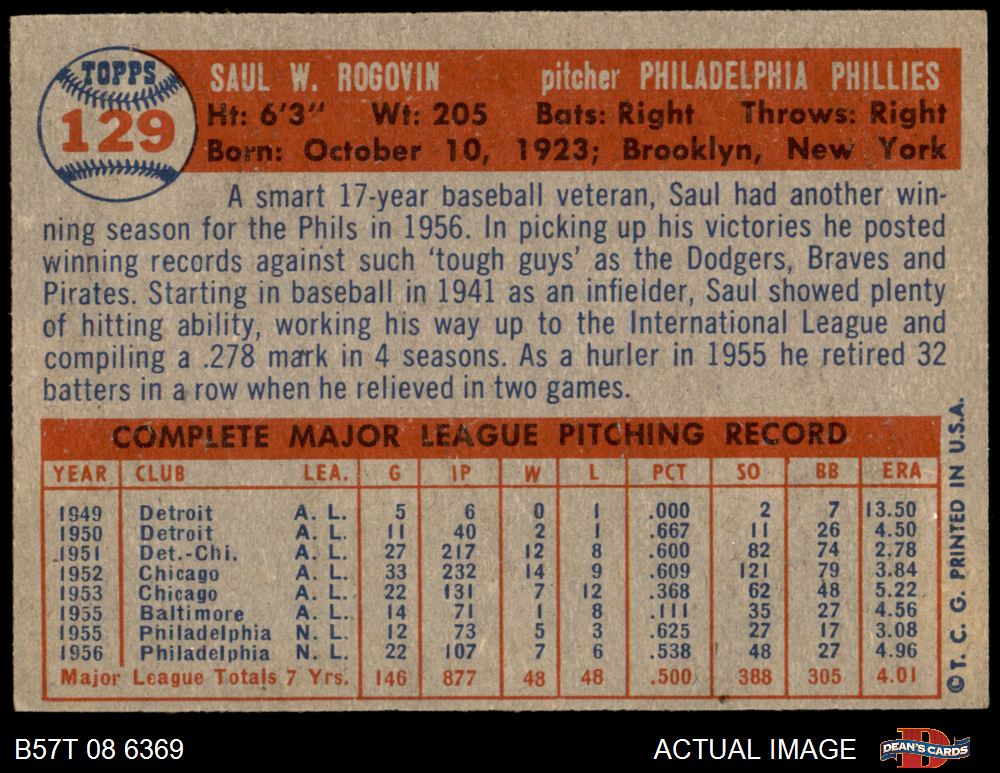 TOPPS
129
SAUL W. ROGOVIN pitcher PHILADELPHIA PHILLIES
Ht: 6'3" Wt: 205 Bats: Right Throws: Right
Born: October 10, 1923; Brooklyn, New York
A smart 17-year baseball veteran, Saul had another win-
ning season for the Phils in 1956. In picking up his victories he posted
winning records against such 'tough guys' as the Dodgers, Braves and
Pirates. Starting in baseball in 1941 as an infielder, Saul showed plenty
of hitting ability, working his way up to the International League and
compiling a .278 mark in 4 seasons. As a hurler in 1955 he retired 32
batters in a row when he relieved in two games.
COMPLETE MAJOR LEAGUE PITCHING RECORD
YEAR CLUB LEA. G IP W L PCT SO BB ERA
1949 Detroit A. L. 5 6 0 1 .000 2 7 13.50
1950 Detroit A. L. 11 40 2 1 .667 11 26 4.50
1951 Det.-Chi. A. L. 27 217 12 8 .600 82 74 2.78
1952 Chicago A. L. 33 232 14 9 .609 121 79 3.84
1953 Chicago A. L. 22 131 7 12 .368 62 48 5.22
1955 Baltimore A. L. 14 71 1 8 .111 35 27 4.56
1955 Philadelphia N. L. 12 73 5 3 .625 27 17 3.08
1956 Philadelphia N. L. 22 107 7 6 .538 48 27 4.96
Major League Totals 7 Yrs. 146 877 48 48 .500 388 305 4.01
© T. C. G. PRINTED IN U.S.A.
B57T 08 6369 ACTUAL IMAGE DEAN'S CARDS